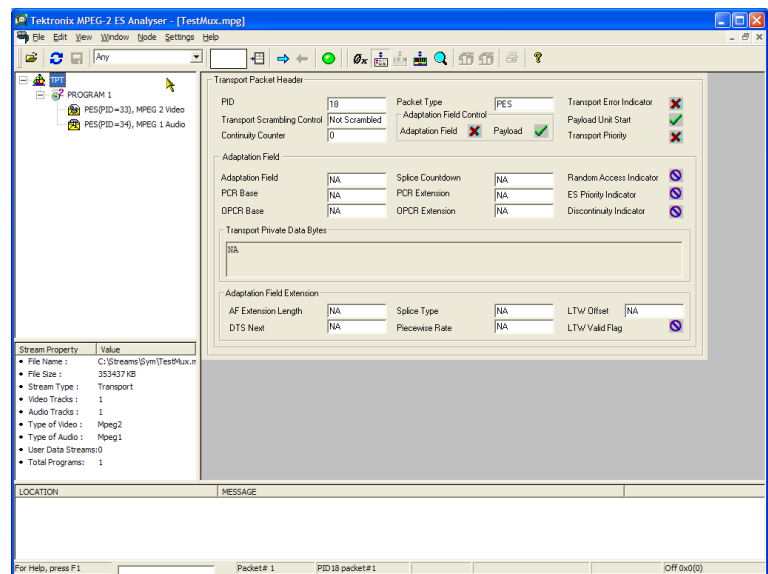 Tektronix MPEG-2 ES Analyser - [TestMux.mpg]
File Edit View Window Node Settings Help
Any
0x
TPT
PROGRAM 1
PES(PID=33), MPEG 2 Video
PES(PID=34), MPEG 1 Audio
Transport Packet Header
PID 18 Packet Type PES Transport Error Indicator
Transport Scrambling Control Not Scrambled Adaptation Field Control Payload Unit Start
Adaptation Field Payload
Continuity Counter 0 Transport Priority
Adaptation Field
Adaptation Field NA Splice Countdown NA Random Access Indicator
PCR Base NA PCR Extension NA ES Priority Indicator
OPCR Base NA OPCR Extension NA Discontinuity Indicator
Transport Private Data Bytes
NA
Adaptation Field Extension
AF Extension Length NA Splice Type NA LTW Offset NA
DTS Next NA Piecewise Rate NA LTW Valid Flag
Stream Property Value
File Name : C:\Streams\Sym\TestMux.m
File Size : 353437 KB
Stream Type : Transport
Video Tracks : 1
Audio Tracks : 1
Type of Video : Mpeg2
Type of Audio : Mpeg1
User Data Streams:0
Total Programs: 1
LOCATION MESSAGE
For Help, press F1 Packet# 1 PID18 packet#1 Off 0x0(0)